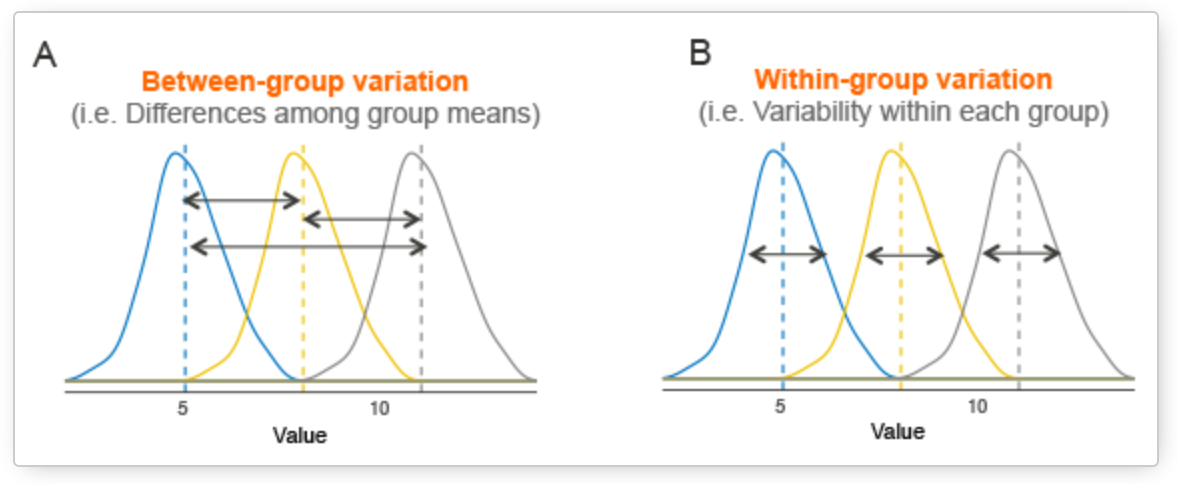 A
Between-group variation
(i.e. Differences among group means)
5
10
Value
B
Within-group variation
(i.e. Variability within each group)
5
10
Value